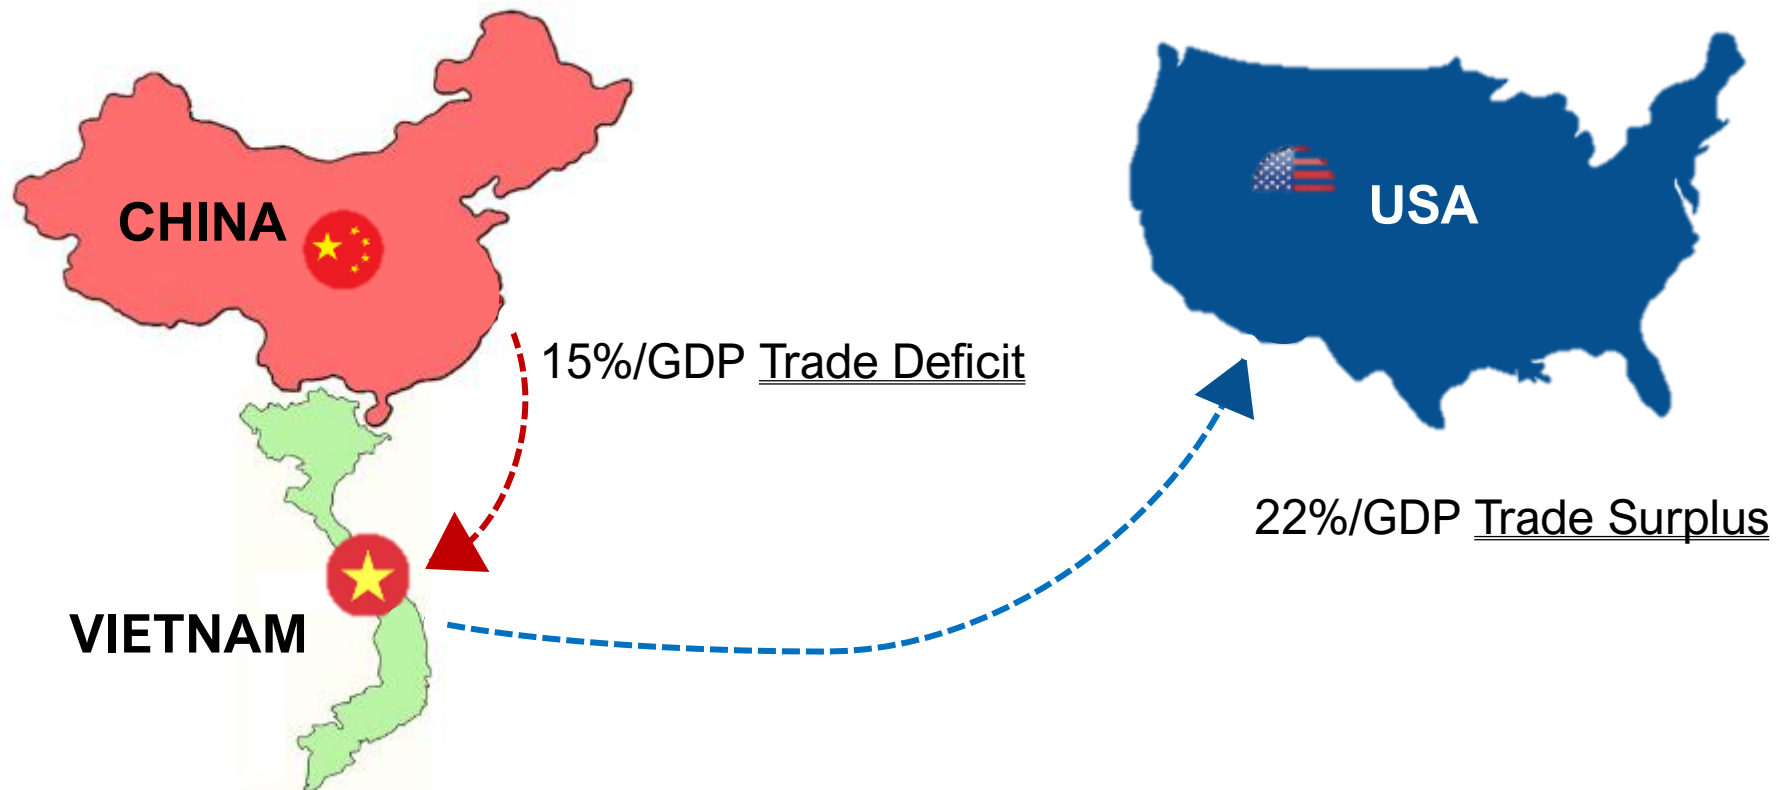 CHINA
USA
15%/GDP Trade Deficit
22%/GDP Trade Surplus
VIETNAM